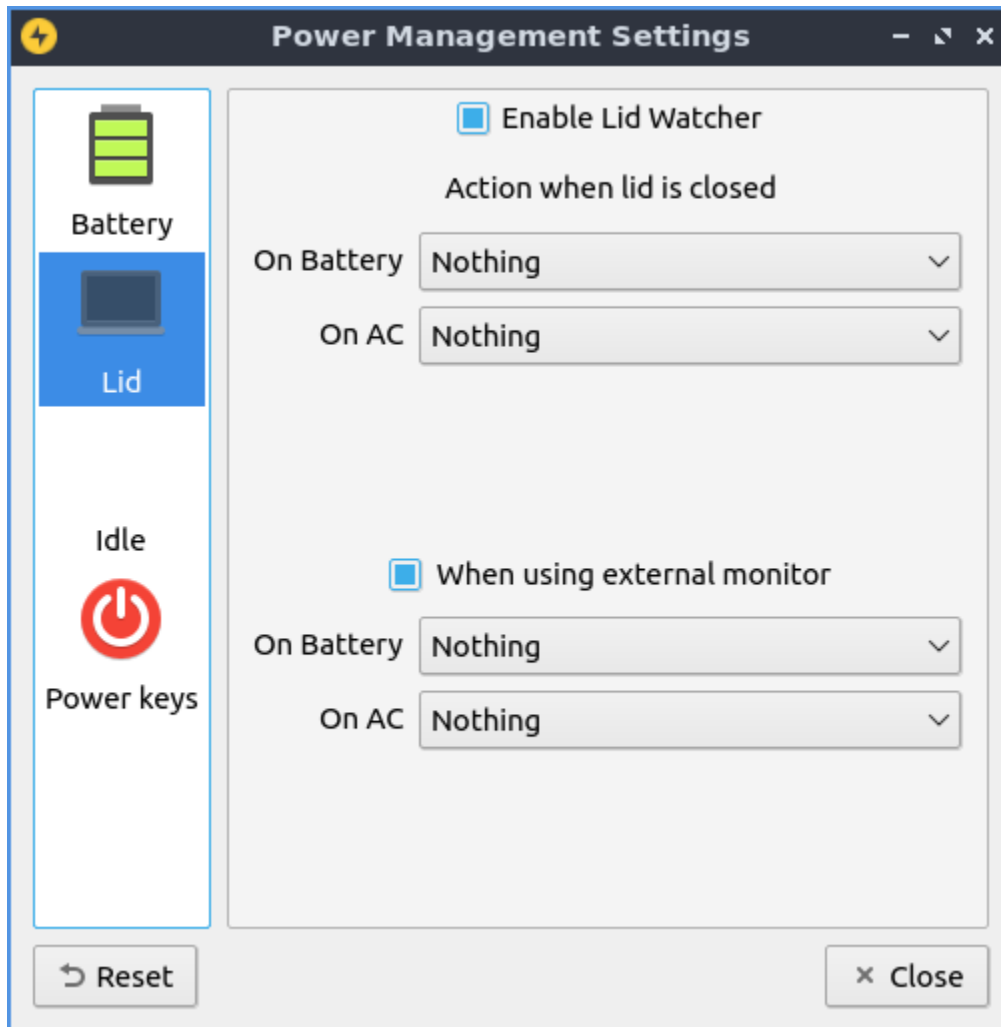 Power Management Settings
Battery
Lid
Idle
Power keys
Enable Lid Watcher
Action when lid is closed
On Battery Nothing
On AC Nothing
When using external monitor
On Battery Nothing
On AC Nothing
Reset
Close